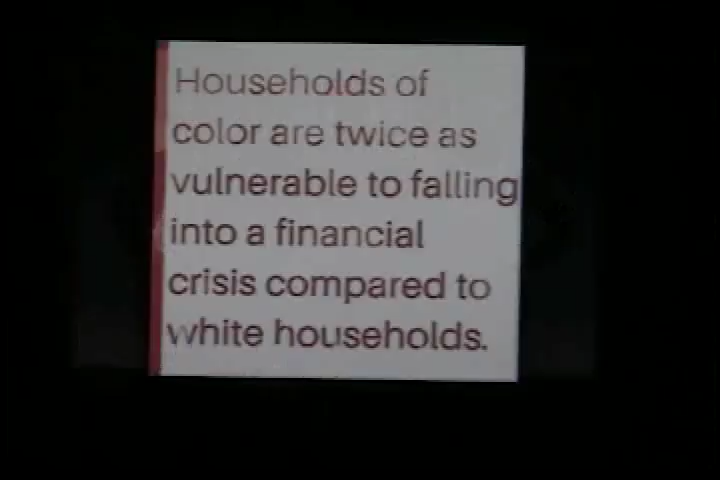 Households of
color are twice as
vulnerable to falling
into a financial
crisis compared to
white households.